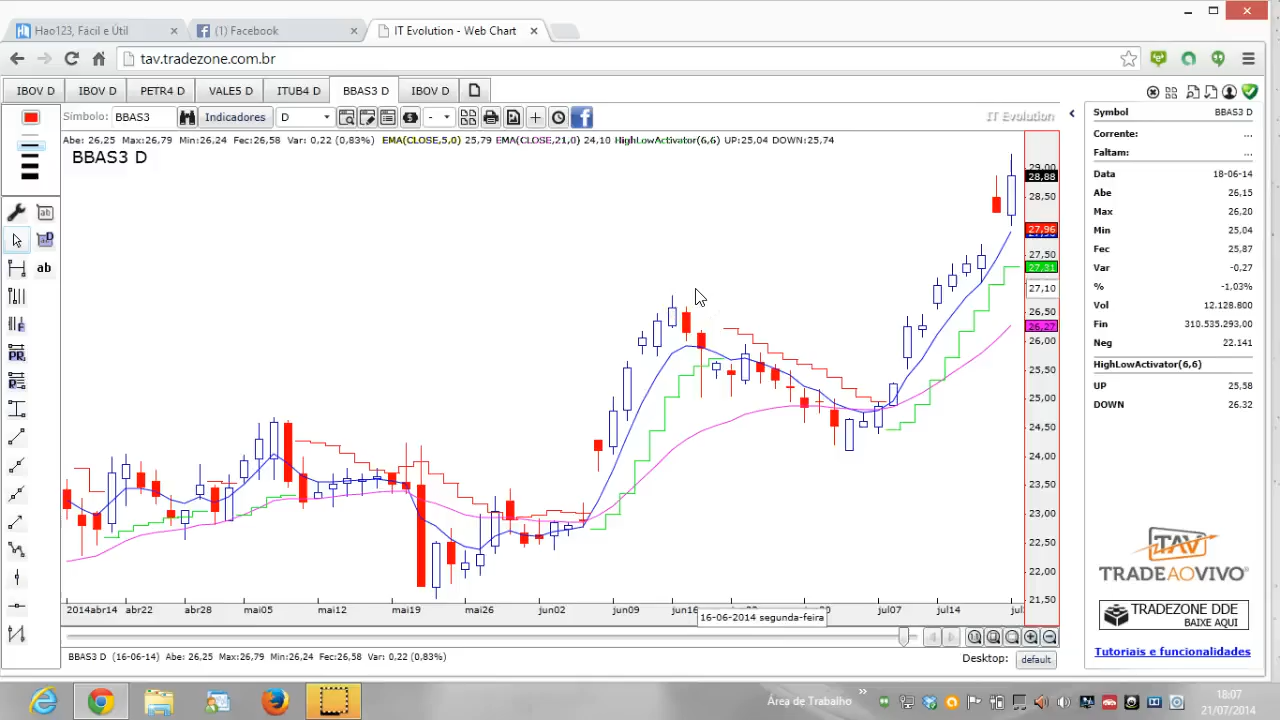 Hao123, Fácil e Útil
(1) Facebook
IT Evolution - Web Chart
tav.tradezone.com.br
IBOV D
IBOV D
PETR4 D
VALE5 D
ITUB4 D
BBAS3 D
IBOV D
Símbolo: BBAS3
Indicadores
D
-
IT Evolution
Abe: 26,25 Max:26,79 Min:26,24 Fec:26,58 Var: 0,22 (0,83%) EMA(CLOSE,5,0) 25,79 EMA(CLOSE,21,0) 24,10 HighLowActivator(6,6) UP:25,04 DOWN:25,74
BBAS3 D
29,00
28,88
28,50
27,96
27,50
27,31
27,10
26,50
26,27
26,00
25,50
25,00
24,50
24,00
23,50
23,00
22,50
22,00
21,50
2014abr14 abr22 abr28 mai05 mai12 mai19 mai26 jun02 jun09 jun16 jul07 jul14
16-06-2014 segunda-feira
BBAS3 D (16-06-14) Abe: 26,25 Max:26,79 Min:26,24 Fec:26,58 Var: 0,22 (0,83%)
Desktop: default
Symbol BBAS3 D
Corrente: ...
Faltam: ...
Data 18-06-14
Abe 26,15
Max 26,20
Min 25,04
Fec 25,87
Var -0,27
% -1,03%
Vol 12.128.800
Fin 310.535.293,00
Neg 22.141
HighLowActivator(6,6)
UP 25,58
DOWN 26.32
TAV
TRADEAOVIVO
TRADEZONE DDE
BAIXE AQUI
Tutoriais e funcionalidades
Área de Trabalho
18:07
21/07/2014